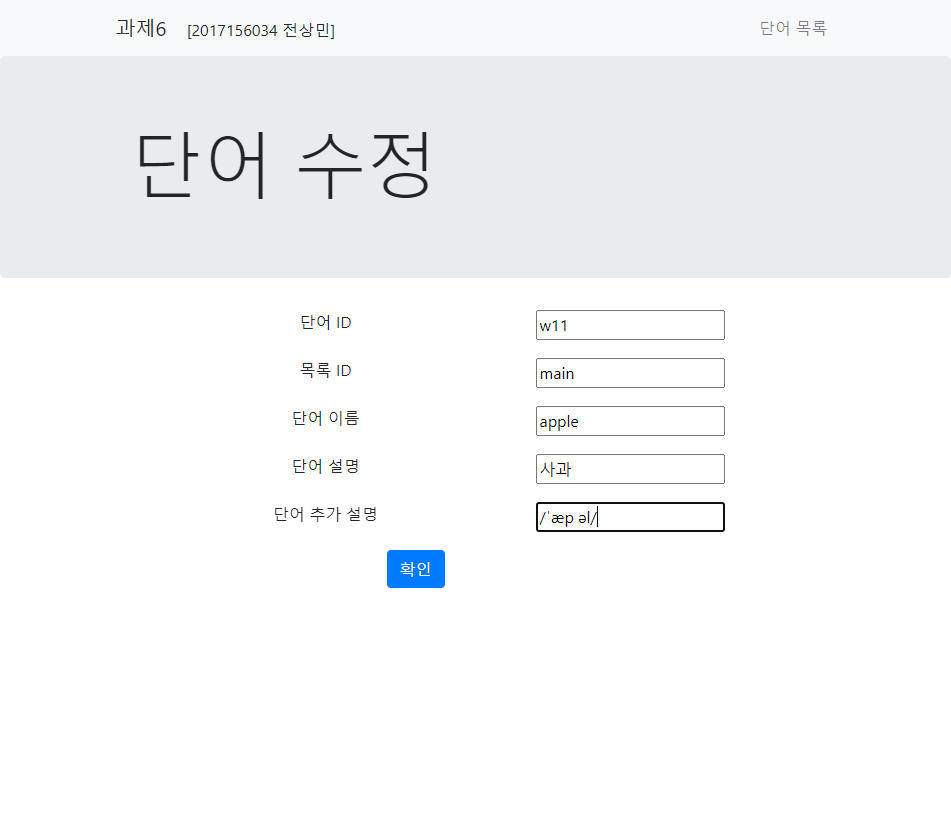 과제6 [2017156034 전상민] 단어 목록
단어 수정
단어 ID w11
목록 ID main
단어 이름 apple
단어 설명 사과
단어 추가 설명 /ˈæp əl/
확인